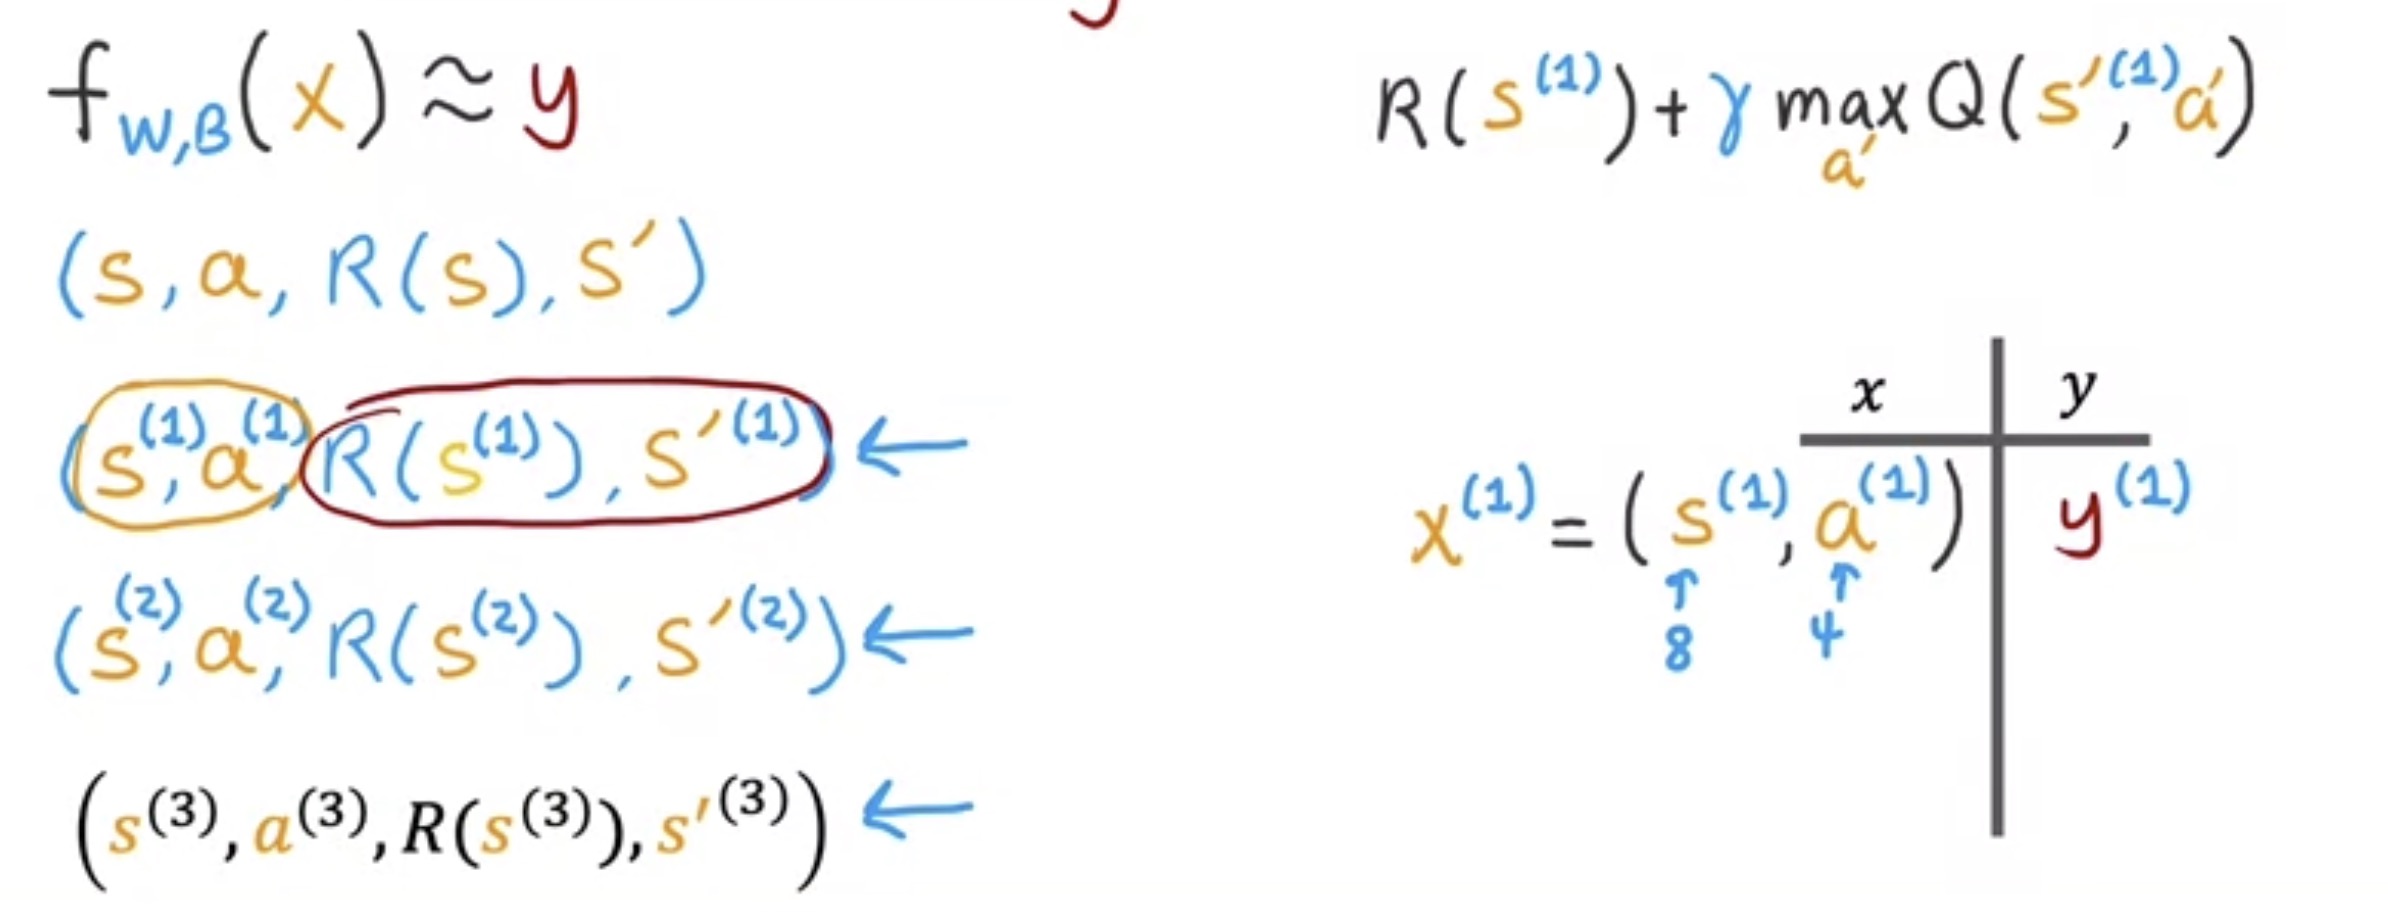 f_{W,B}(x) ≈ y
(s, a, R(s), s')
(s^{(1)}, a^{(1)}, R(s^{(1)}), s'^{(1)}) ←
(s^{(2)}, a^{(2)}, R(s^{(2)}), s'^{(2)}) ←
(s^{(3)}, a^{(3)}, R(s^{(3)}), s'^{(3)}) ←
R(s^{(1)}) + γ max_{a'} Q(s'^{(1)}, a')
x y
x^{(1)} = (s^{(1)}, a^{(1)}) y^{(1)}
↑ ↑
8 4